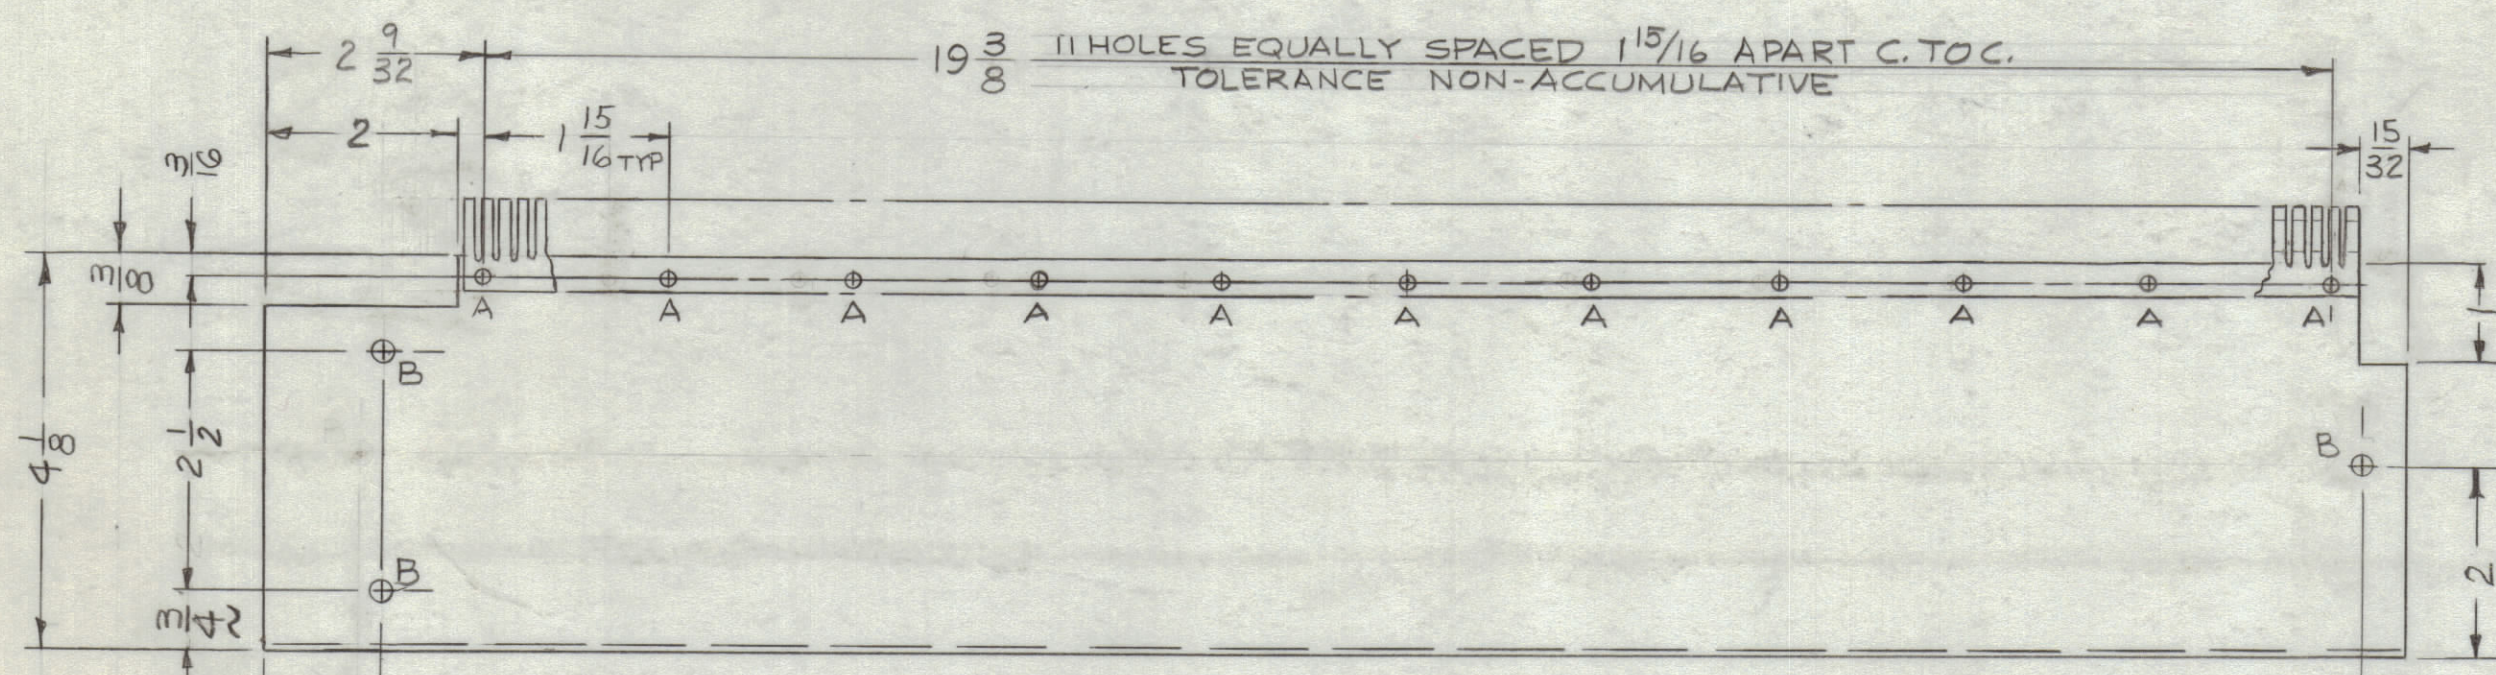 2 9/32
19 3/8 11 HOLES EQUALLY SPACED 1 15/16 APART C. TO C.
TOLERANCE NON-ACCUMULATIVE
2
1 15/16 TYP
15/32
3/16
3/8
A A A A A A A A A A A
1
B
4 1/8
2 1/2
B
B
2
3/4